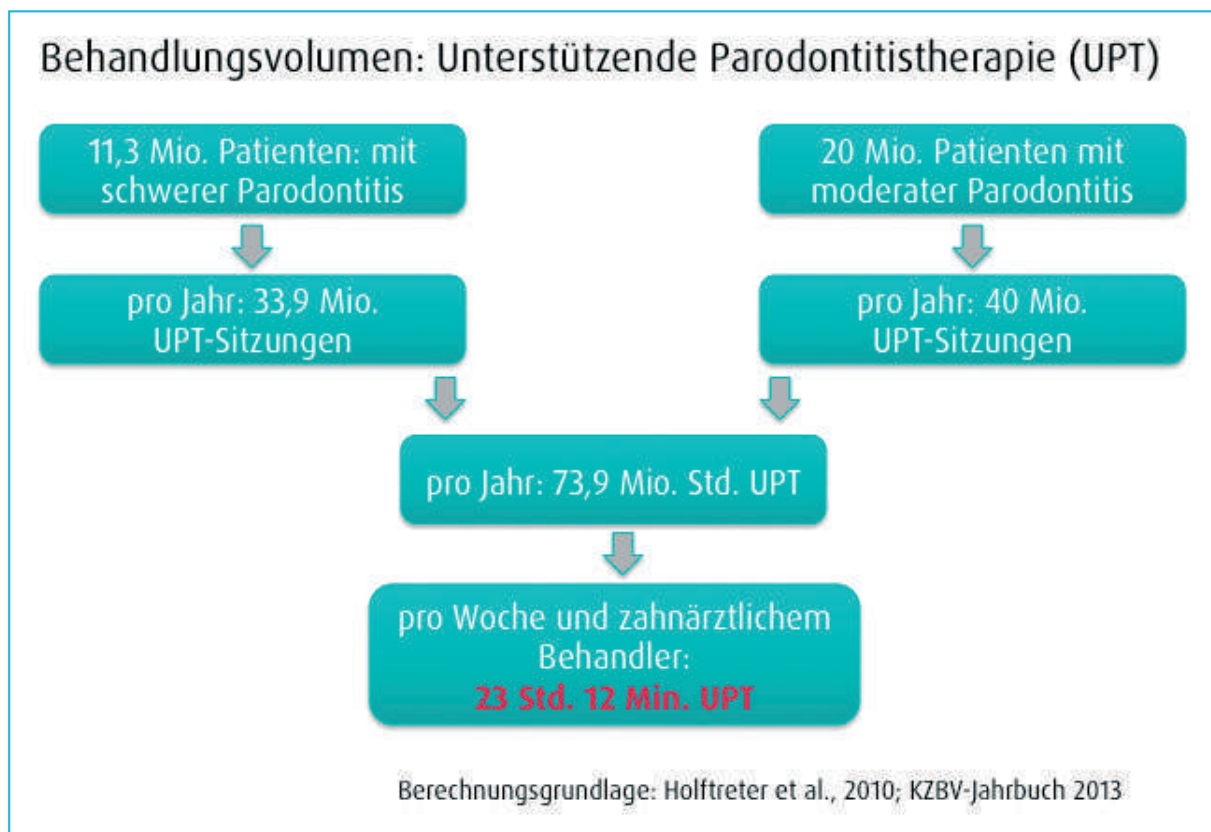 Behandlungsvolumen: Unterstützende Parodontitistherapie (UPT)
11,3 Mio. Patienten: mit
schwerer Parodontitis
20 Mio. Patienten mit
moderater Parodontitis
pro Jahr: 33,9 Mio.
UPT-Sitzungen
pro Jahr: 40 Mio.
UPT-Sitzungen
pro Jahr: 73,9 Mio. Std. UPT
pro Woche und zahnärztlichem
Behandler:
23 Std. 12 Min. UPT
Berechnungsgrundlage: Holftreter et al., 2010; KZBV-Jahrbuch 2013